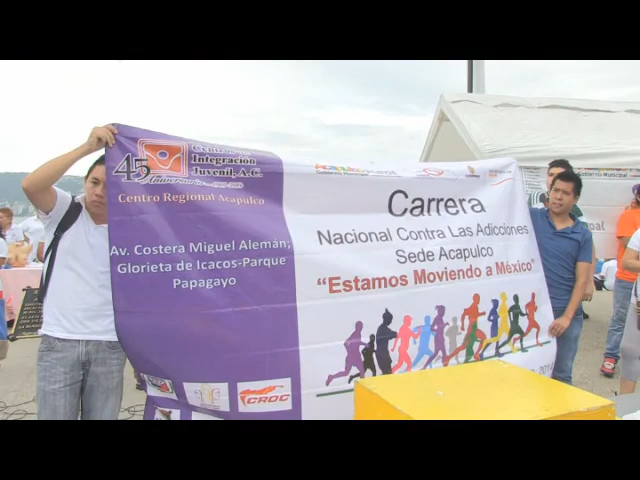 45
Aniversario
Centros de
Integración
Juvenil, A.C.
Centro Regional Acapulco
Av. Costera Miguel Alemán;
Glorieta de Icacos-Parque
Papagayo
CROC
Carrera
Nacional Contra Las Adicciones
Sede Acapulco
"Estamos Moviendo a México"